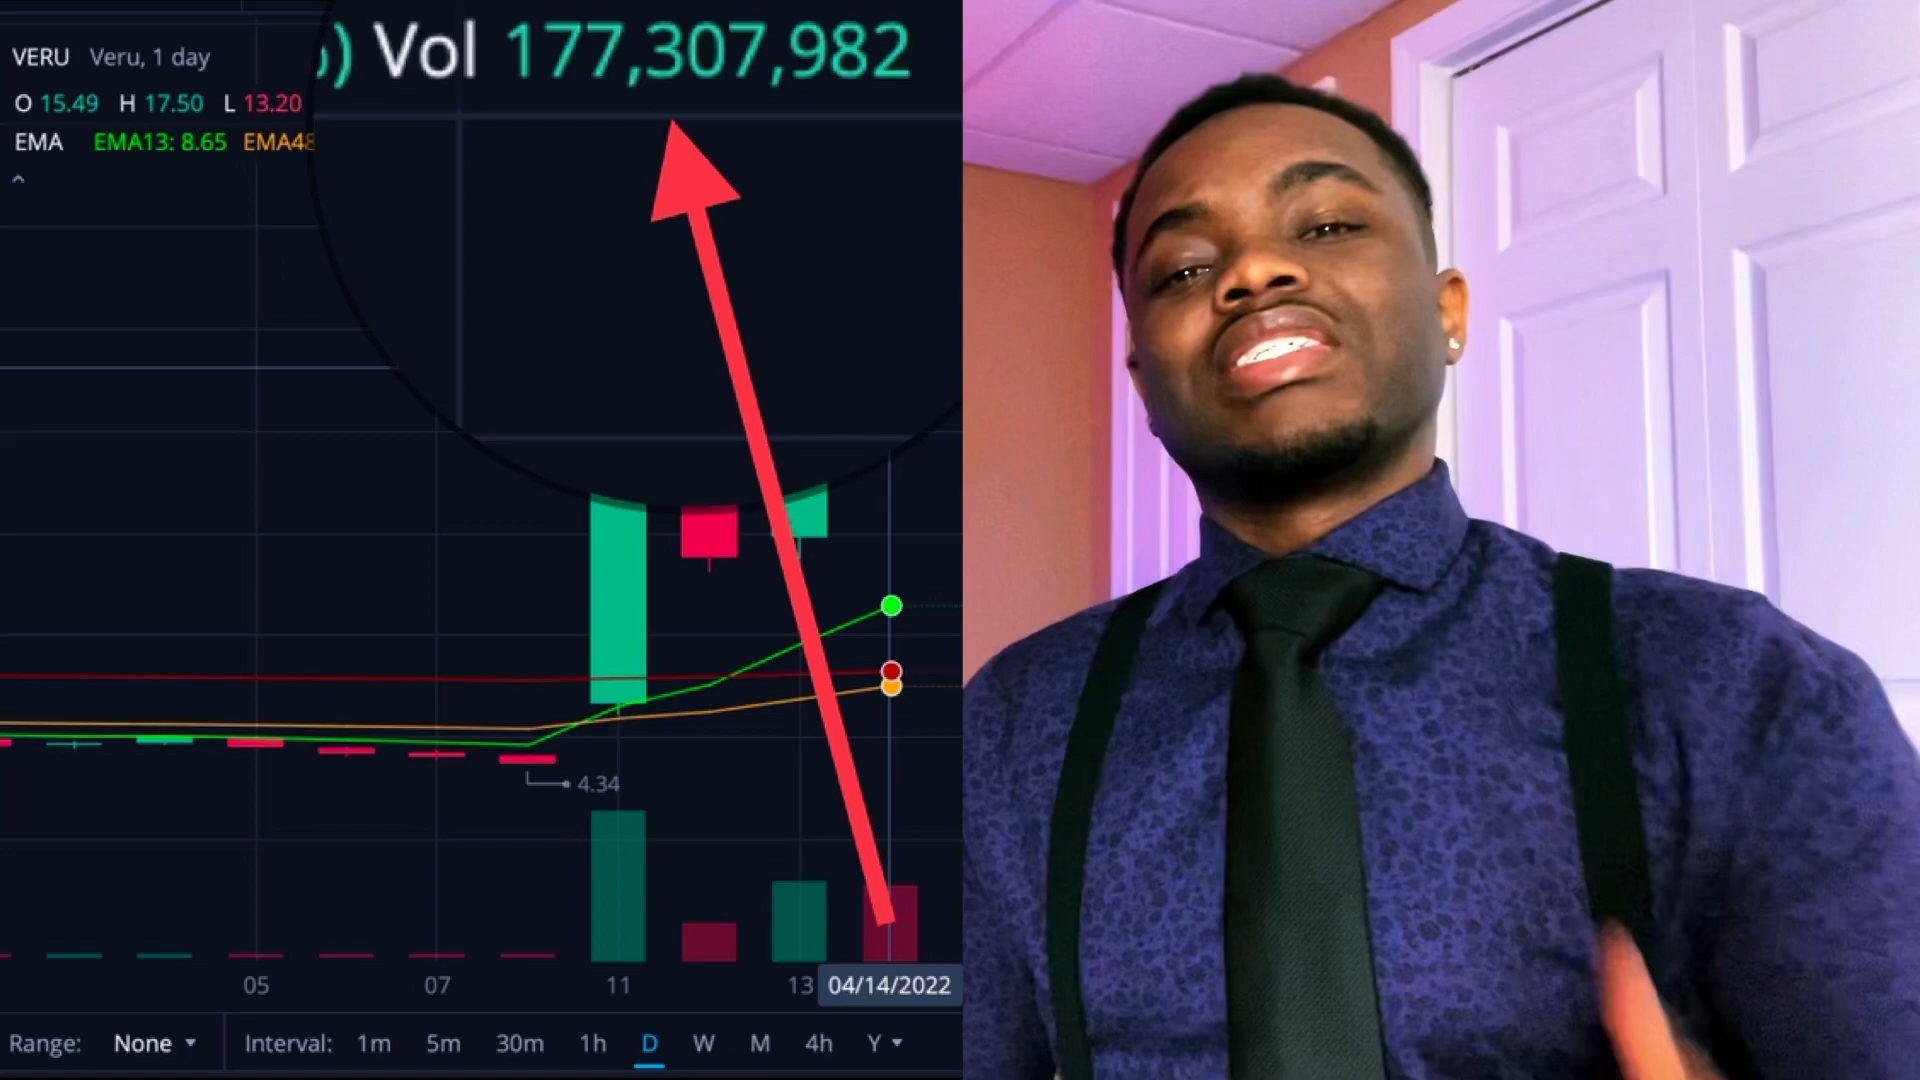 VERU Veru, 1 day
) Vol 177,307,982
O 15.49 H 17.50 L 13.20
EMA EMA13: 8.65 EMA48
4.34
05 07 11 13 04/14/2022
Range: None Interval: 1m 5m 30m 1h D W M 4h Y